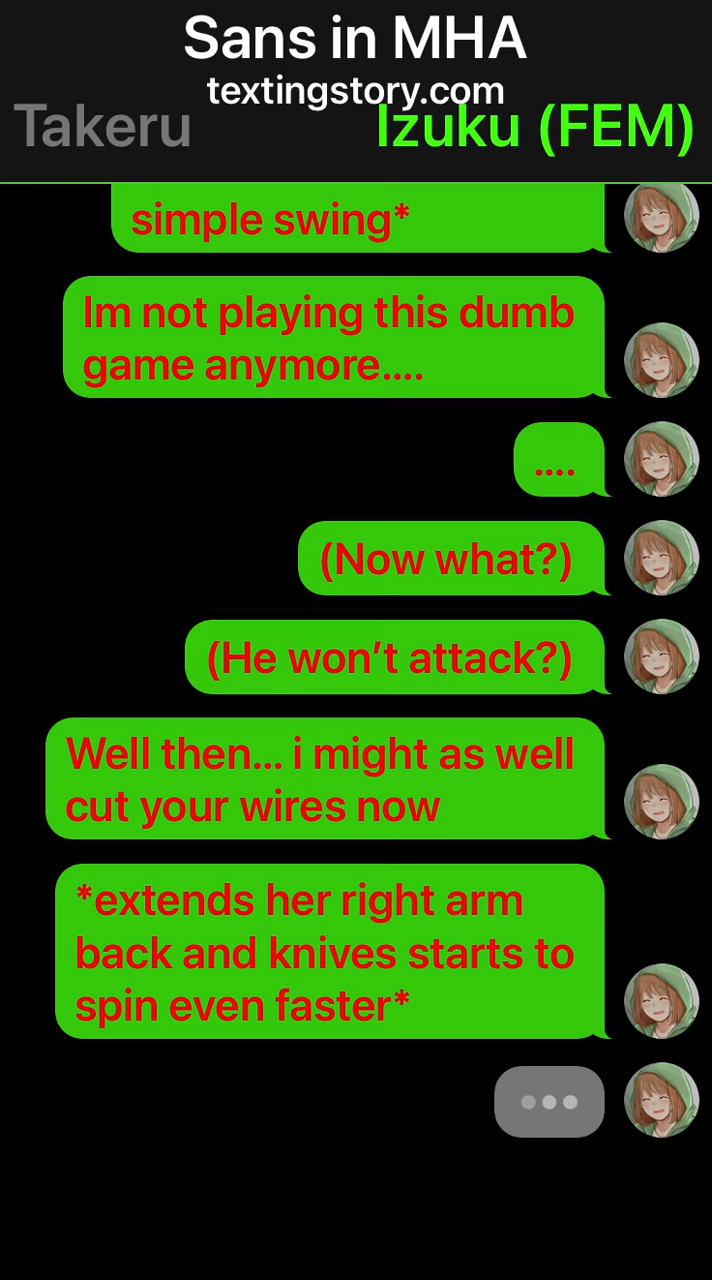 Sans in MHA
textingstory.com
Takeru Izuku (FEM)
simple swing*
Im not playing this dumb
game anymore....
....
(Now what?)
(He won’t attack?)
Well then... i might as well
cut your wires now
*extends her right arm
back and knives starts to
spin even faster*